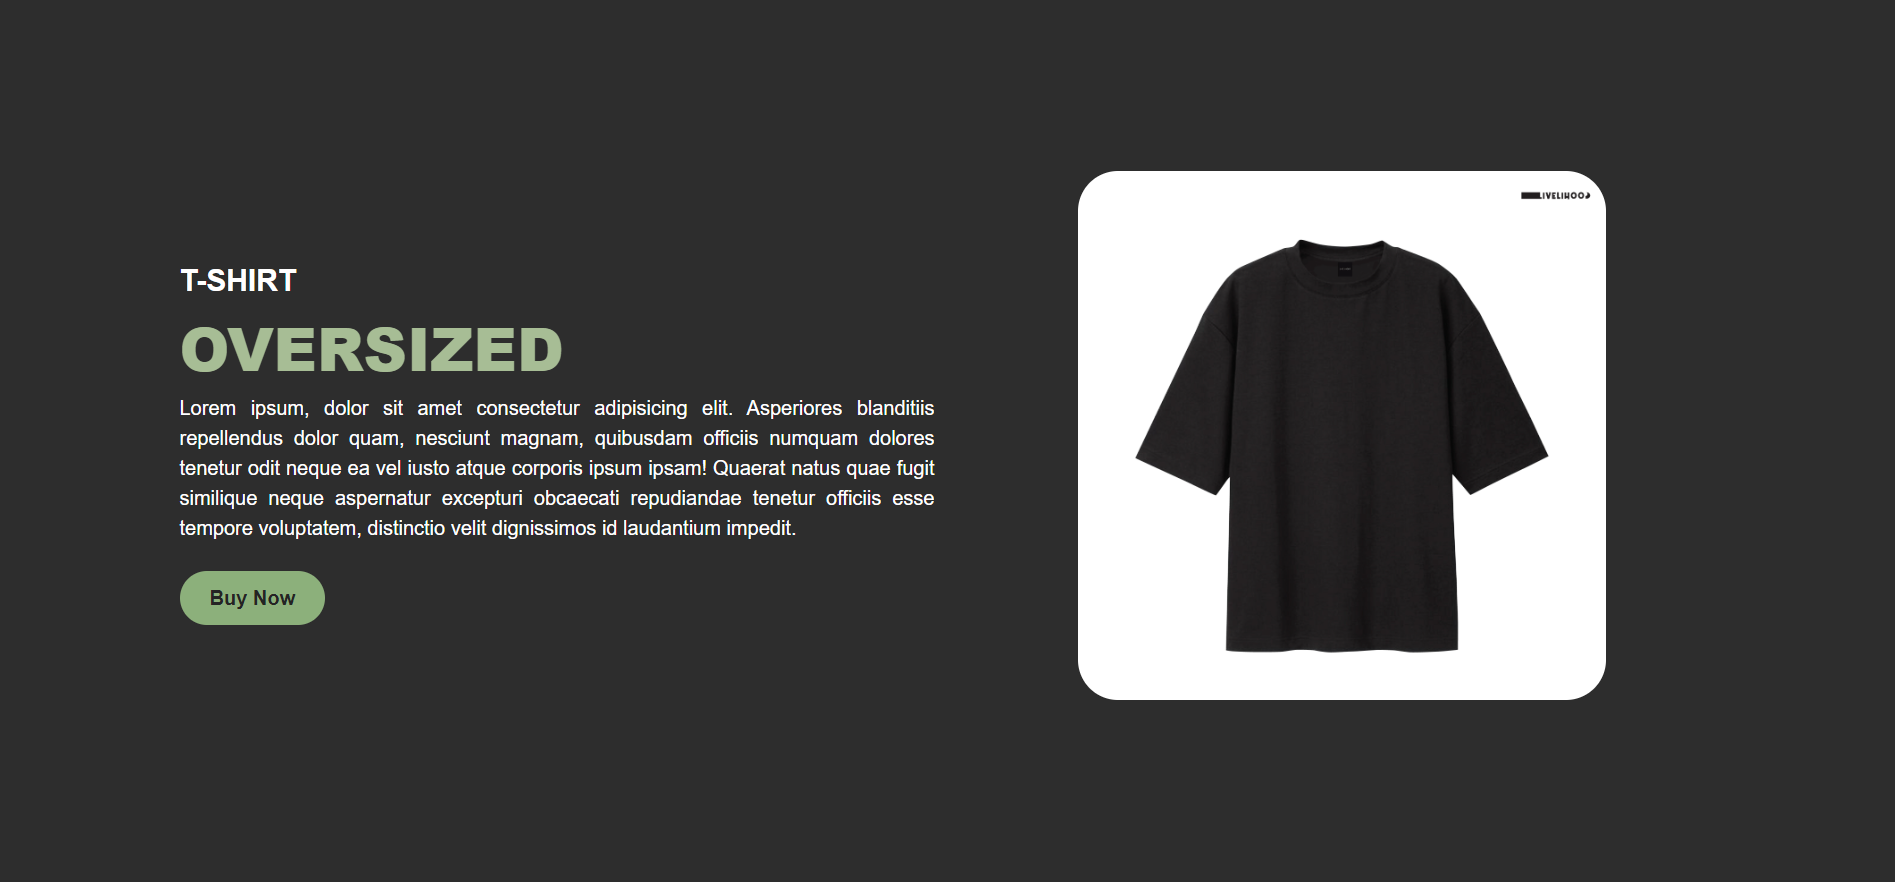 T-SHIRT
OVERSIZED
Lorem ipsum, dolor sit amet consectetur adipisicing elit. Asperiores blanditiis
repellendus dolor quam, nesciunt magnam, quibusdam officiis numquam dolores
tenetur odit neque ea vel iusto atque corporis ipsum ipsam! Quaerat natus quae fugit
similique neque aspernatur excepturi obcaecati repudiandae tenetur officiis esse
tempore voluptatem, distinctio velit dignissimos id laudantium impedit.
Buy Now
LIVELIHOOD